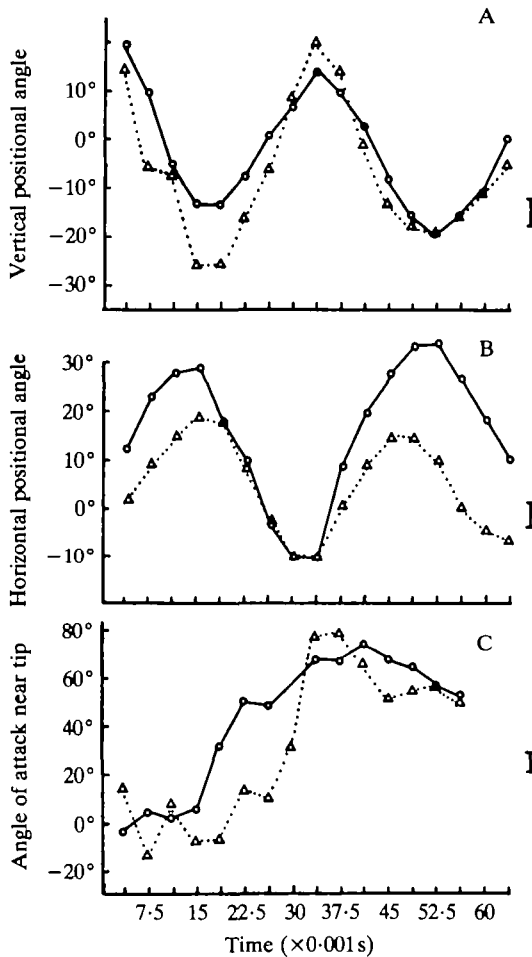 A
Vertical positional angle
10°
0°
−10°
−20°
−30°
B
Horizontal positional angle
30°
20°
10°
0°
−10°
C
Angle of attack near tip
80°
60°
40°
20°
0°
−20°
7·5 15 22·5 30 37·5 45 52·5 60
Time (×0·001s)